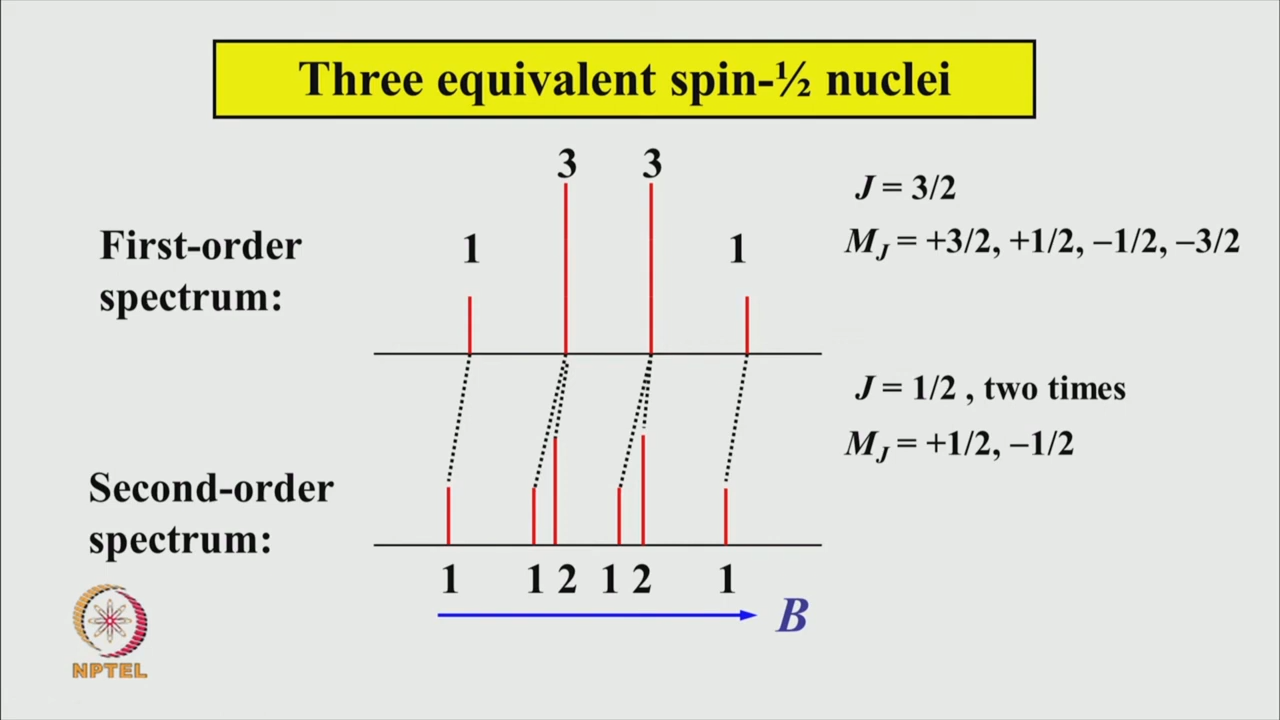 Three equivalent spin-½ nuclei
3 3
1 1
First-order
spectrum:
J = 3/2
M_J = +3/2, +1/2, –1/2, –3/2
J = 1/2 , two times
M_J = +1/2, –1/2
Second-order
spectrum:
1 1 2 1 2 1
B
NPTEL